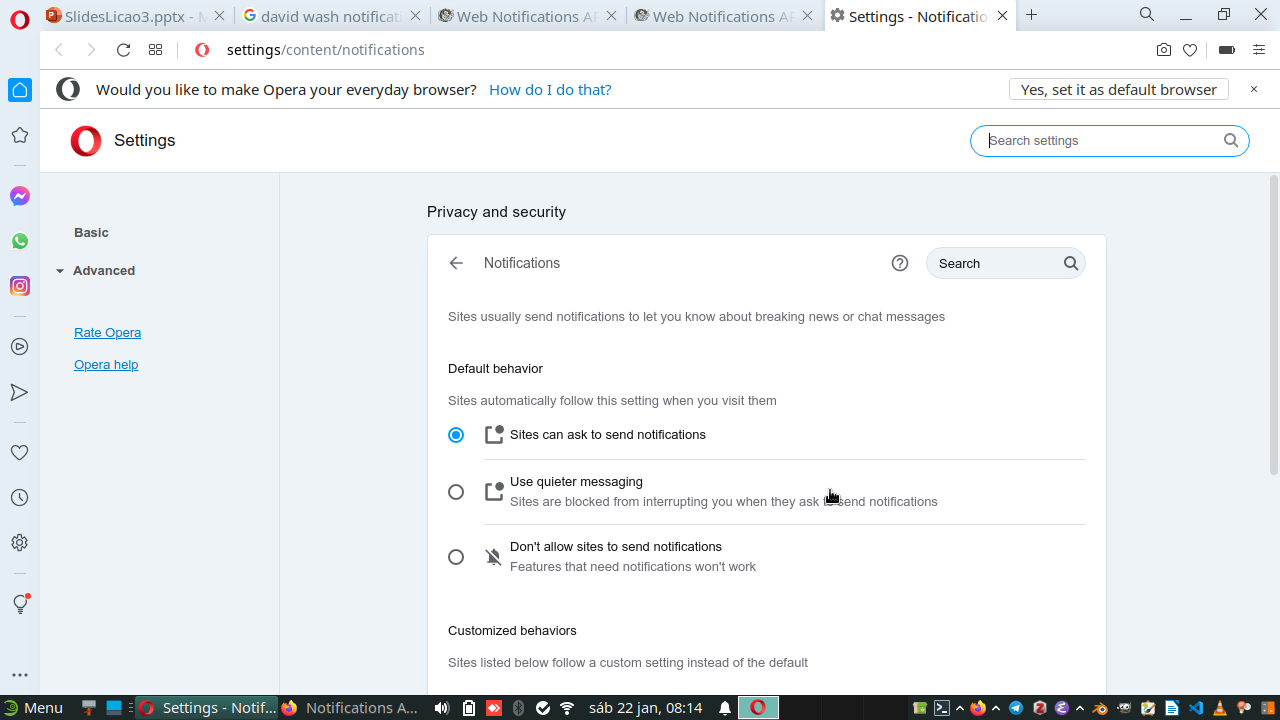 SlidesLicao3.pptx - M
david wash notificati
Web Notifications AP
Web Notifications AP
Settings - Notificatio
settings/content/notifications
Would you like to make Opera your everyday browser? How do I do that?
Yes, set it as default browser
Settings
Search settings
Basic
Advanced
Rate Opera
Opera help
Privacy and security
Notifications
Search
Sites usually send notifications to let you know about breaking news or chat messages
Default behavior
Sites automatically follow this setting when you visit them
Sites can ask to send notifications
Use quieter messaging
Sites are blocked from interrupting you when they ask to send notifications
Don't allow sites to send notifications
Features that need notifications won't work
Customized behaviors
Sites listed below follow a custom setting instead of the default
Menu
Settings - Notif...
Notifications A...
sáb 22 jan, 08:14